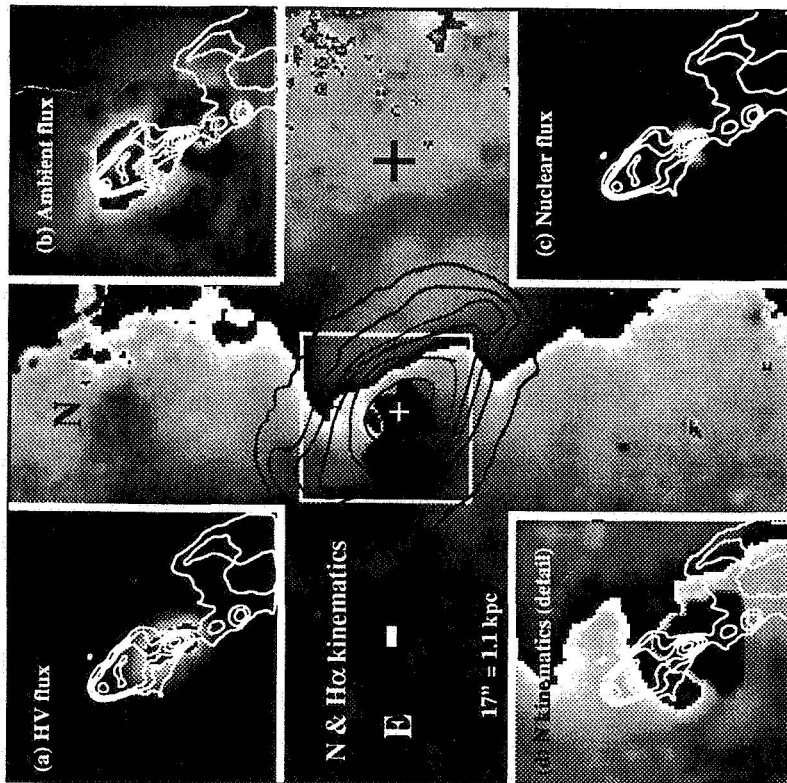 (b) Ambient flux
(c) Nuclear flux
N
(a) HV flux
N & Hα kinematics
E
17" = 1.1 kpc
(d) N kinematics (detail)